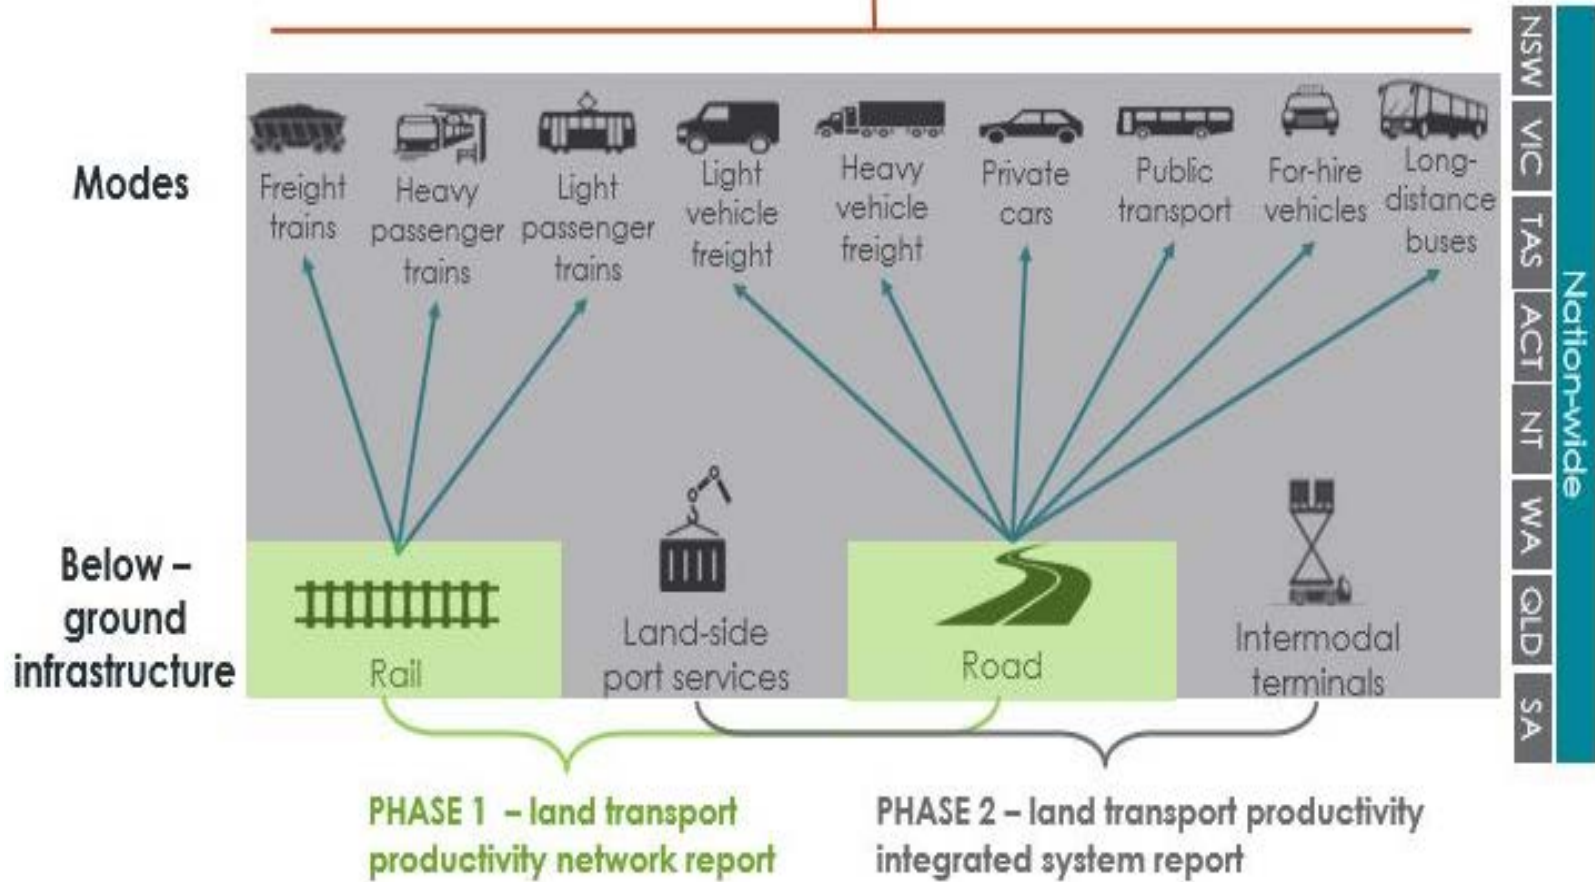 Modes
Freight
trains
Heavy
passenger
trains
Light
passenger
trains
Light
vehicle
freight
Heavy
vehicle
freight
Private
cars
Public
transport
For-hire
vehicles
Long-
distance
buses
Below –
ground
infrastructure
Rail
Land-side
port services
Road
Intermodal
terminals
PHASE 1 – land transport
productivity network report
PHASE 2 – land transport productivity
integrated system report
NSW
VIC
TAS
ACT
NT
WA
QLD
SA
Nation-wide